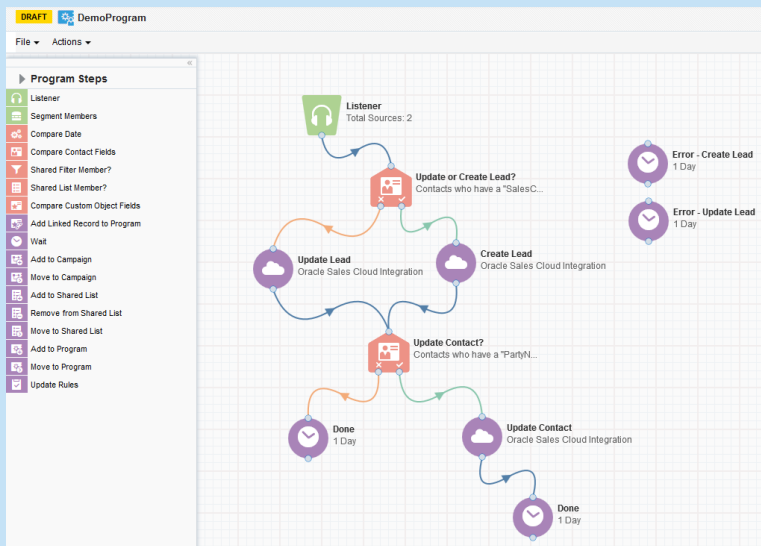 DRAFT DemoProgram
File Actions
Program Steps
Listener
Segment Members
Compare Date
Compare Contact Fields
Shared Filter Member?
Shared List Member?
Compare Custom Object Fields
Add Linked Record to Program
Wait
Add to Campaign
Move to Campaign
Add to Shared List
Remove from Shared List
Move to Shared List
Add to Program
Move to Program
Update Rules
Listener
Total Sources: 2
Error - Create Lead
1 Day
Update or Create Lead?
Contacts who have a "SalesC...
Error - Update Lead
1 Day
Update Lead
Oracle Sales Cloud Integration
Create Lead
Oracle Sales Cloud Integration
Update Contact?
Contacts who have a "PartyN...
Done
1 Day
Update Contact
Oracle Sales Cloud Integration
Done
1 Day